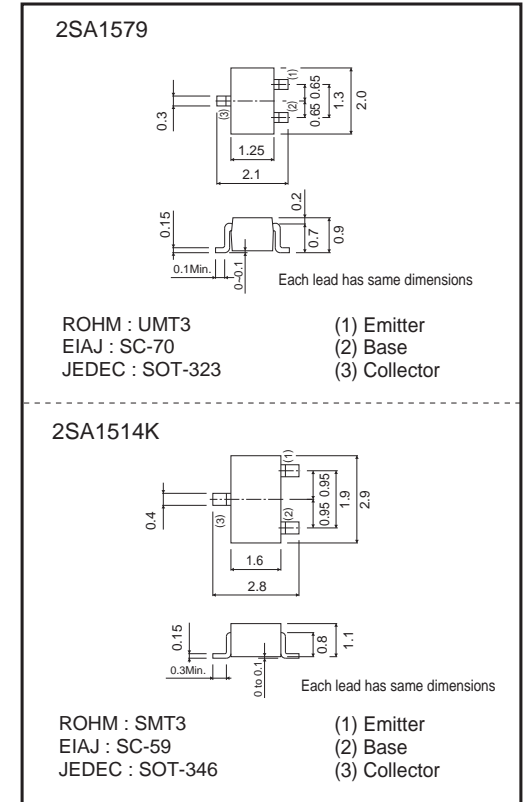 2SA1579
(1)
(2)
(3)
0.65
0.65
1.3
2.0
0.3
1.25
2.1
0.2
0.15
0.7
0.9
0.1Min.
0~0.1
Each lead has same dimensions
ROHM : UMT3
EIAJ : SC-70
JEDEC : SOT-323
(1) Emitter
(2) Base
(3) Collector
2SA1514K
(1)
(2)
(3)
0.95
0.95
1.9
2.9
0.4
1.6
2.8
0.15
0.8
1.1
0.3Min.
0 to 0.1
Each lead has same dimensions
ROHM : SMT3
EIAJ : SC-59
JEDEC : SOT-346
(1) Emitter
(2) Base
(3) Collector